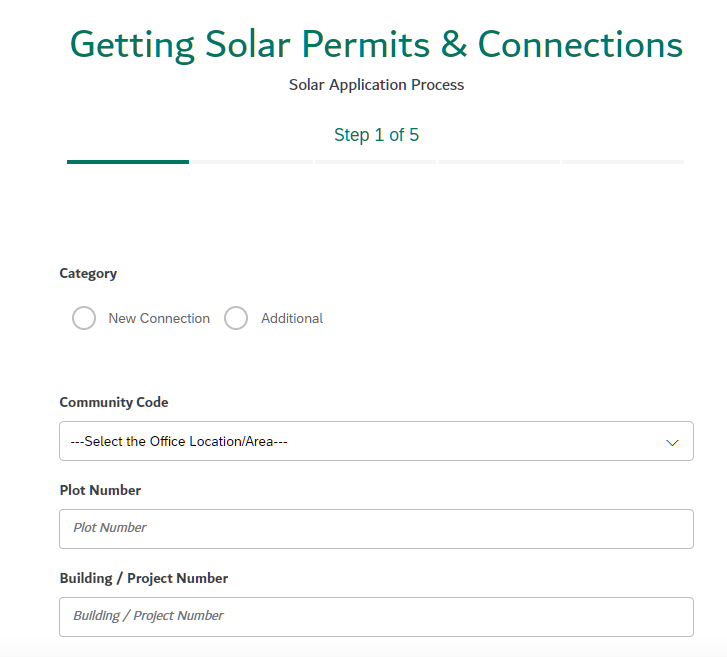 Getting Solar Permits & Connections
Solar Application Process
Step 1 of 5
Category
New Connection Additional
Community Code
---Select the Office Location/Area---
Plot Number
Plot Number
Building / Project Number
Building / Project Number